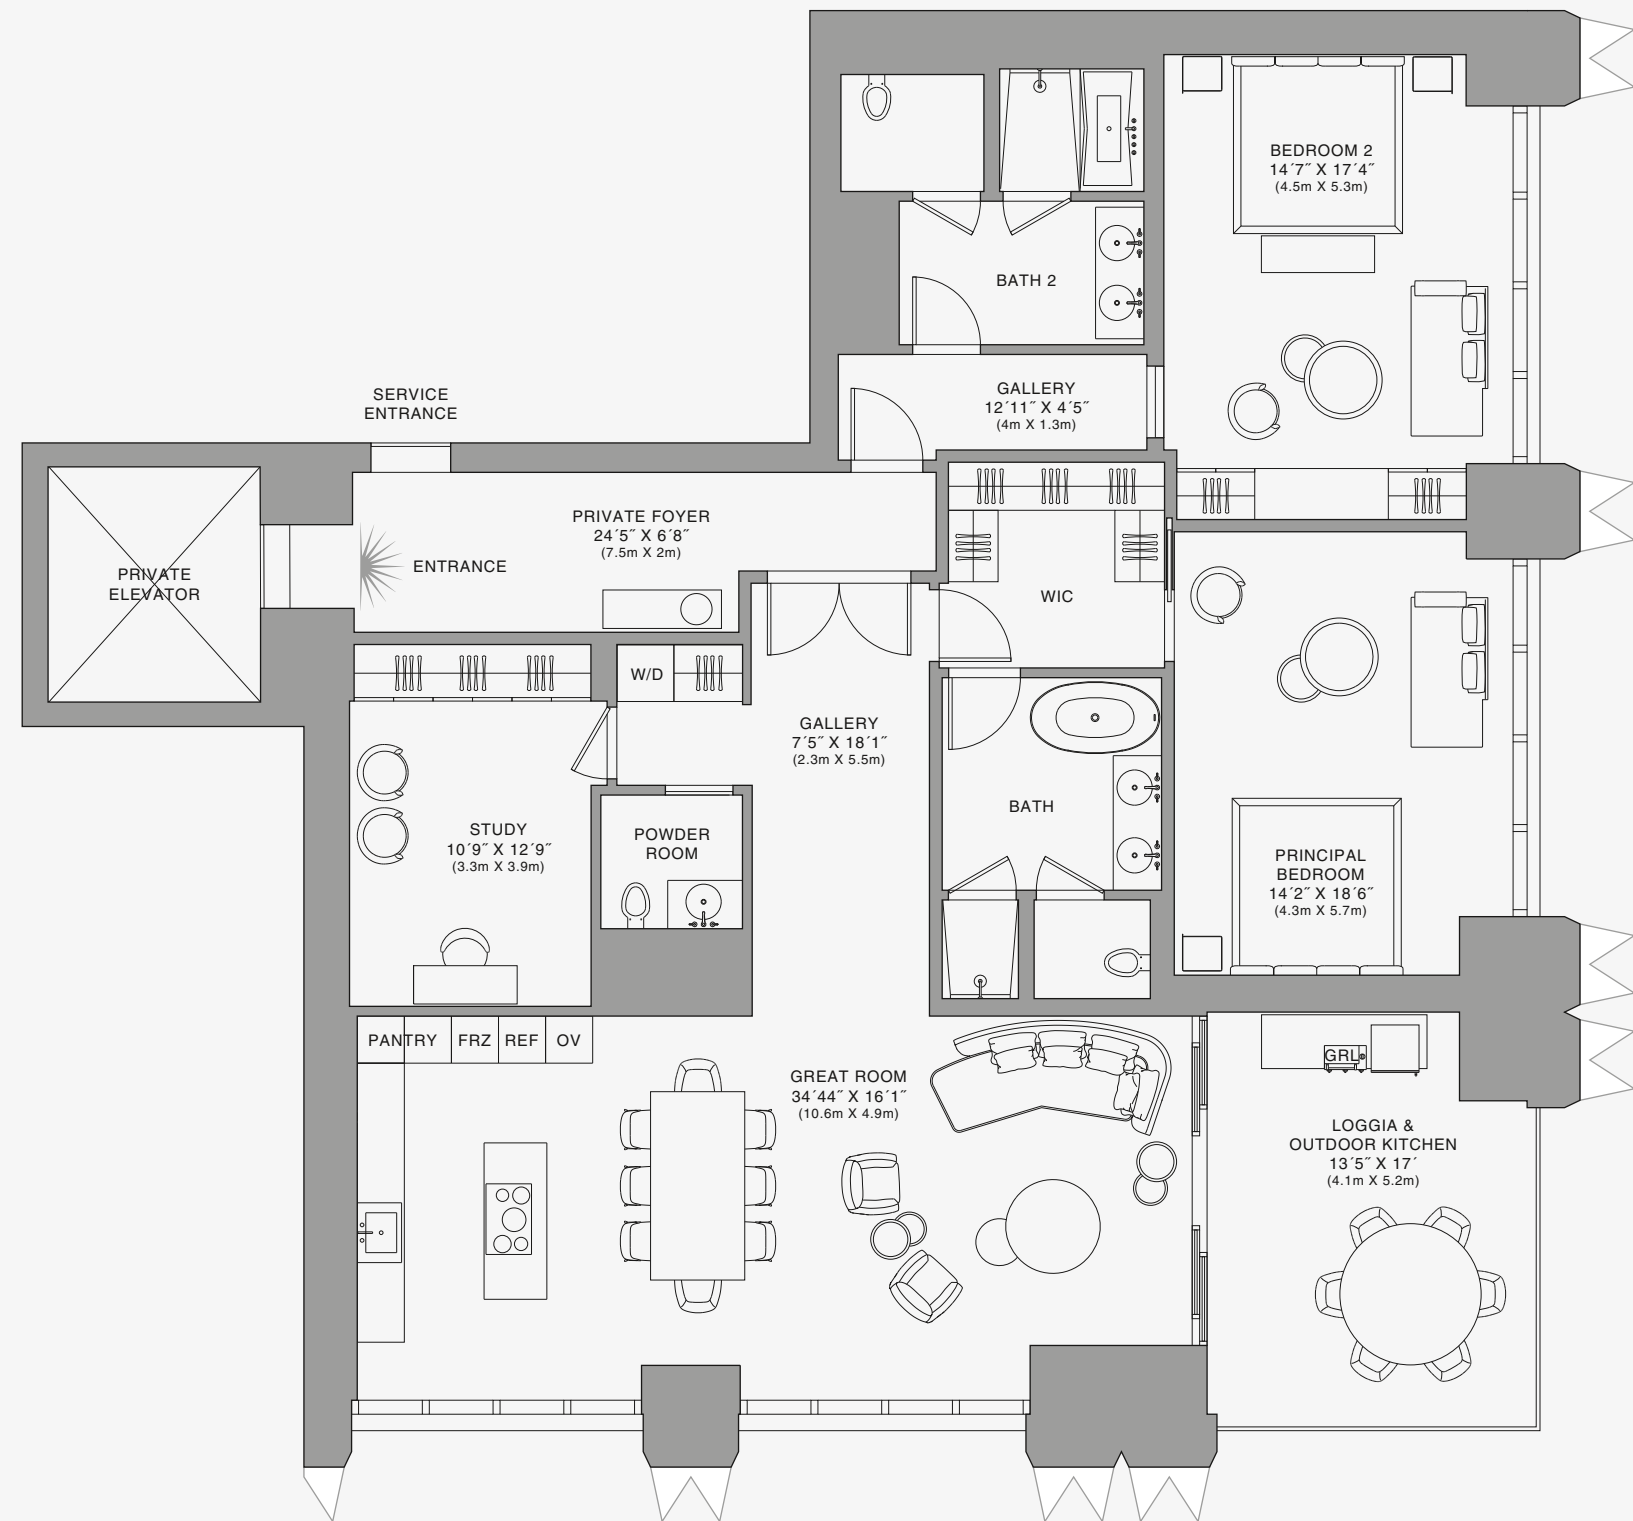 BEDROOM 2
14´7˝ X 17´4˝
(4.5m X 5.3m)
BATH 2
GALLERY
12´11˝ X 4´5˝
(4m X 1.3m)
SERVICE
ENTRANCE
PRIVATE FOYER
24´5˝ X 6´8˝
(7.5m X 2m)
ENTRANCE
PRIVATE
ELEVATOR
WIC
W/D
GALLERY
7´5˝ X 18´1˝
(2.3m X 5.5m)
BATH
STUDY
10´9˝ X 12´9˝
(3.3m X 3.9m)
POWDER
ROOM
PRINCIPAL
BEDROOM
14´2˝ X 18´6˝
(4.3m X 5.7m)
PANTRY
FRZ
REF
OV
GREAT ROOM
34´44˝ X 16´1˝
(10.6m X 4.9m)
GRL
LOGGIA &
OUTDOOR KITCHEN
13´5˝ X 17´
(4.1m X 5.2m)